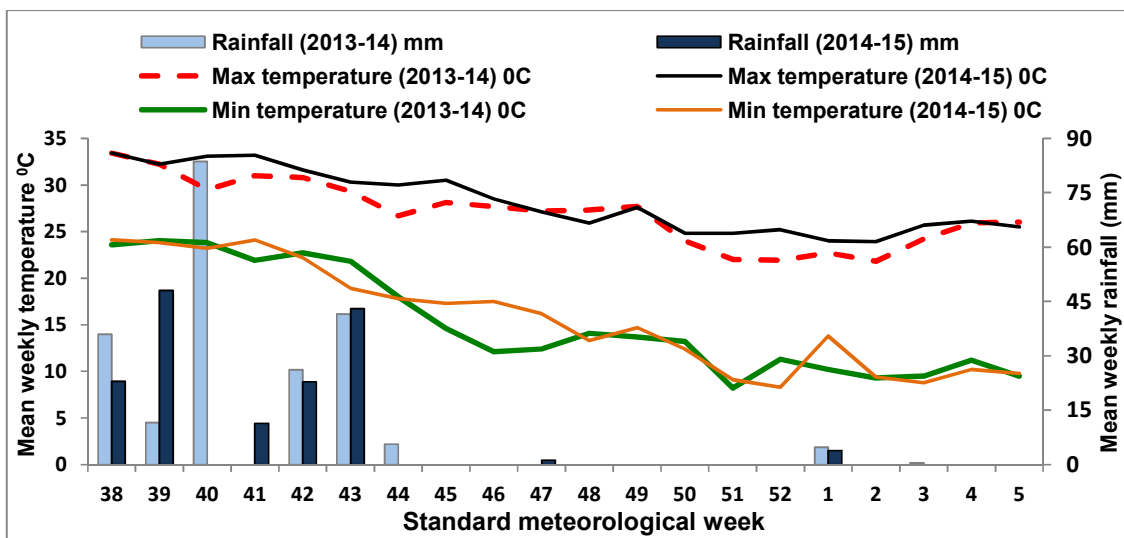 Rainfall (2013-14) mm Rainfall (2014-15) mm
Max temperature (2013-14) 0C Max temperature (2014-15) 0C
Min temperature (2013-14) 0C Min temperature (2014-15) 0C
Mean weekly temperature ⁰C
35
30
25
20
15
10
5
0
90
75
60
45
30
15
0
Mean weekly rainfall (mm)
38 39 40 41 42 43 44 45 46 47 48 49 50 51 52 1 2 3 4 5
Standard meteorological week